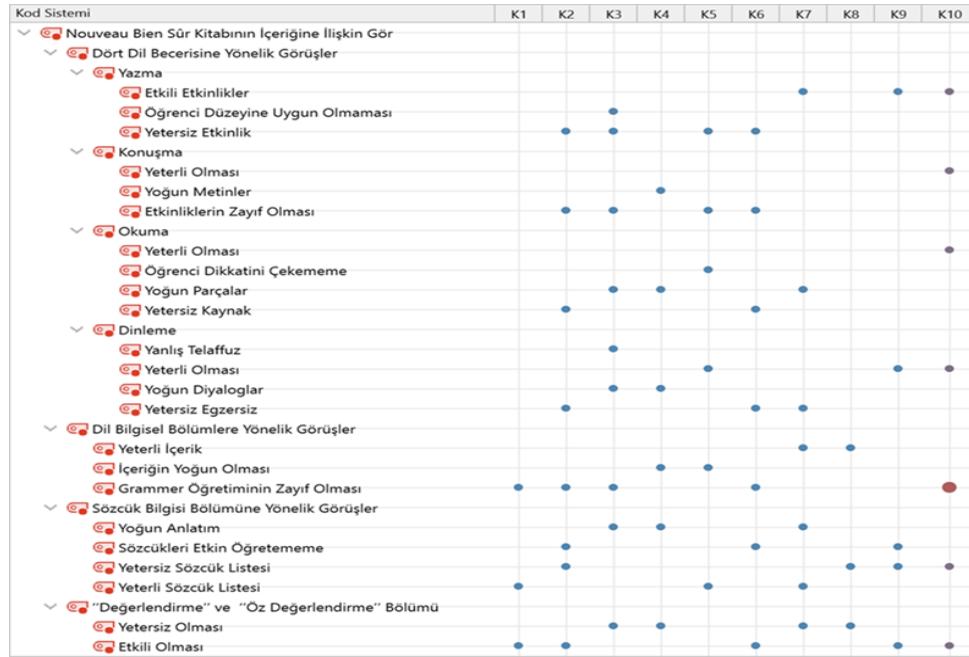 Kod Sistemi K1 K2 K3 K4 K5 K6 K7 K8 K9 K10
Nouveau Bien Sûr Kitabının İçeriğine İlişkin Gör
Dört Dil Becerisine Yönelik Görüşler
Yazma
Etkili Etkinlikler
Öğrenci Düzeyine Uygun Olmaması
Yetersiz Etkinlik
Konuşma
Yeterli Olması
Yoğun Metinler
Etkinliklerin Zayıf Olması
Okuma
Yeterli Olması
Öğrenci Dikkatini Çekememe
Yoğun Parçalar
Yetersiz Kaynak
Dinleme
Yanlış Telaffuz
Yeterli Olması
Yoğun Diyaloglar
Yetersiz Egzersiz
Dil Bilgisel Bölümlere Yönelik Görüşler
Yeterli İçerik
İçeriğin Yoğun Olması
Grammer Öğretiminin Zayıf Olması
Sözcük Bilgisi Bölümüne Yönelik Görüşler
Yoğun Anlatım
Sözcükleri Etkin Öğretememe
Yetersiz Sözcük Listesi
Yeterli Sözcük Listesi
"Değerlendirme" ve "Öz Değerlendirme" Bölümü
Yetersiz Olması
Etkili Olması